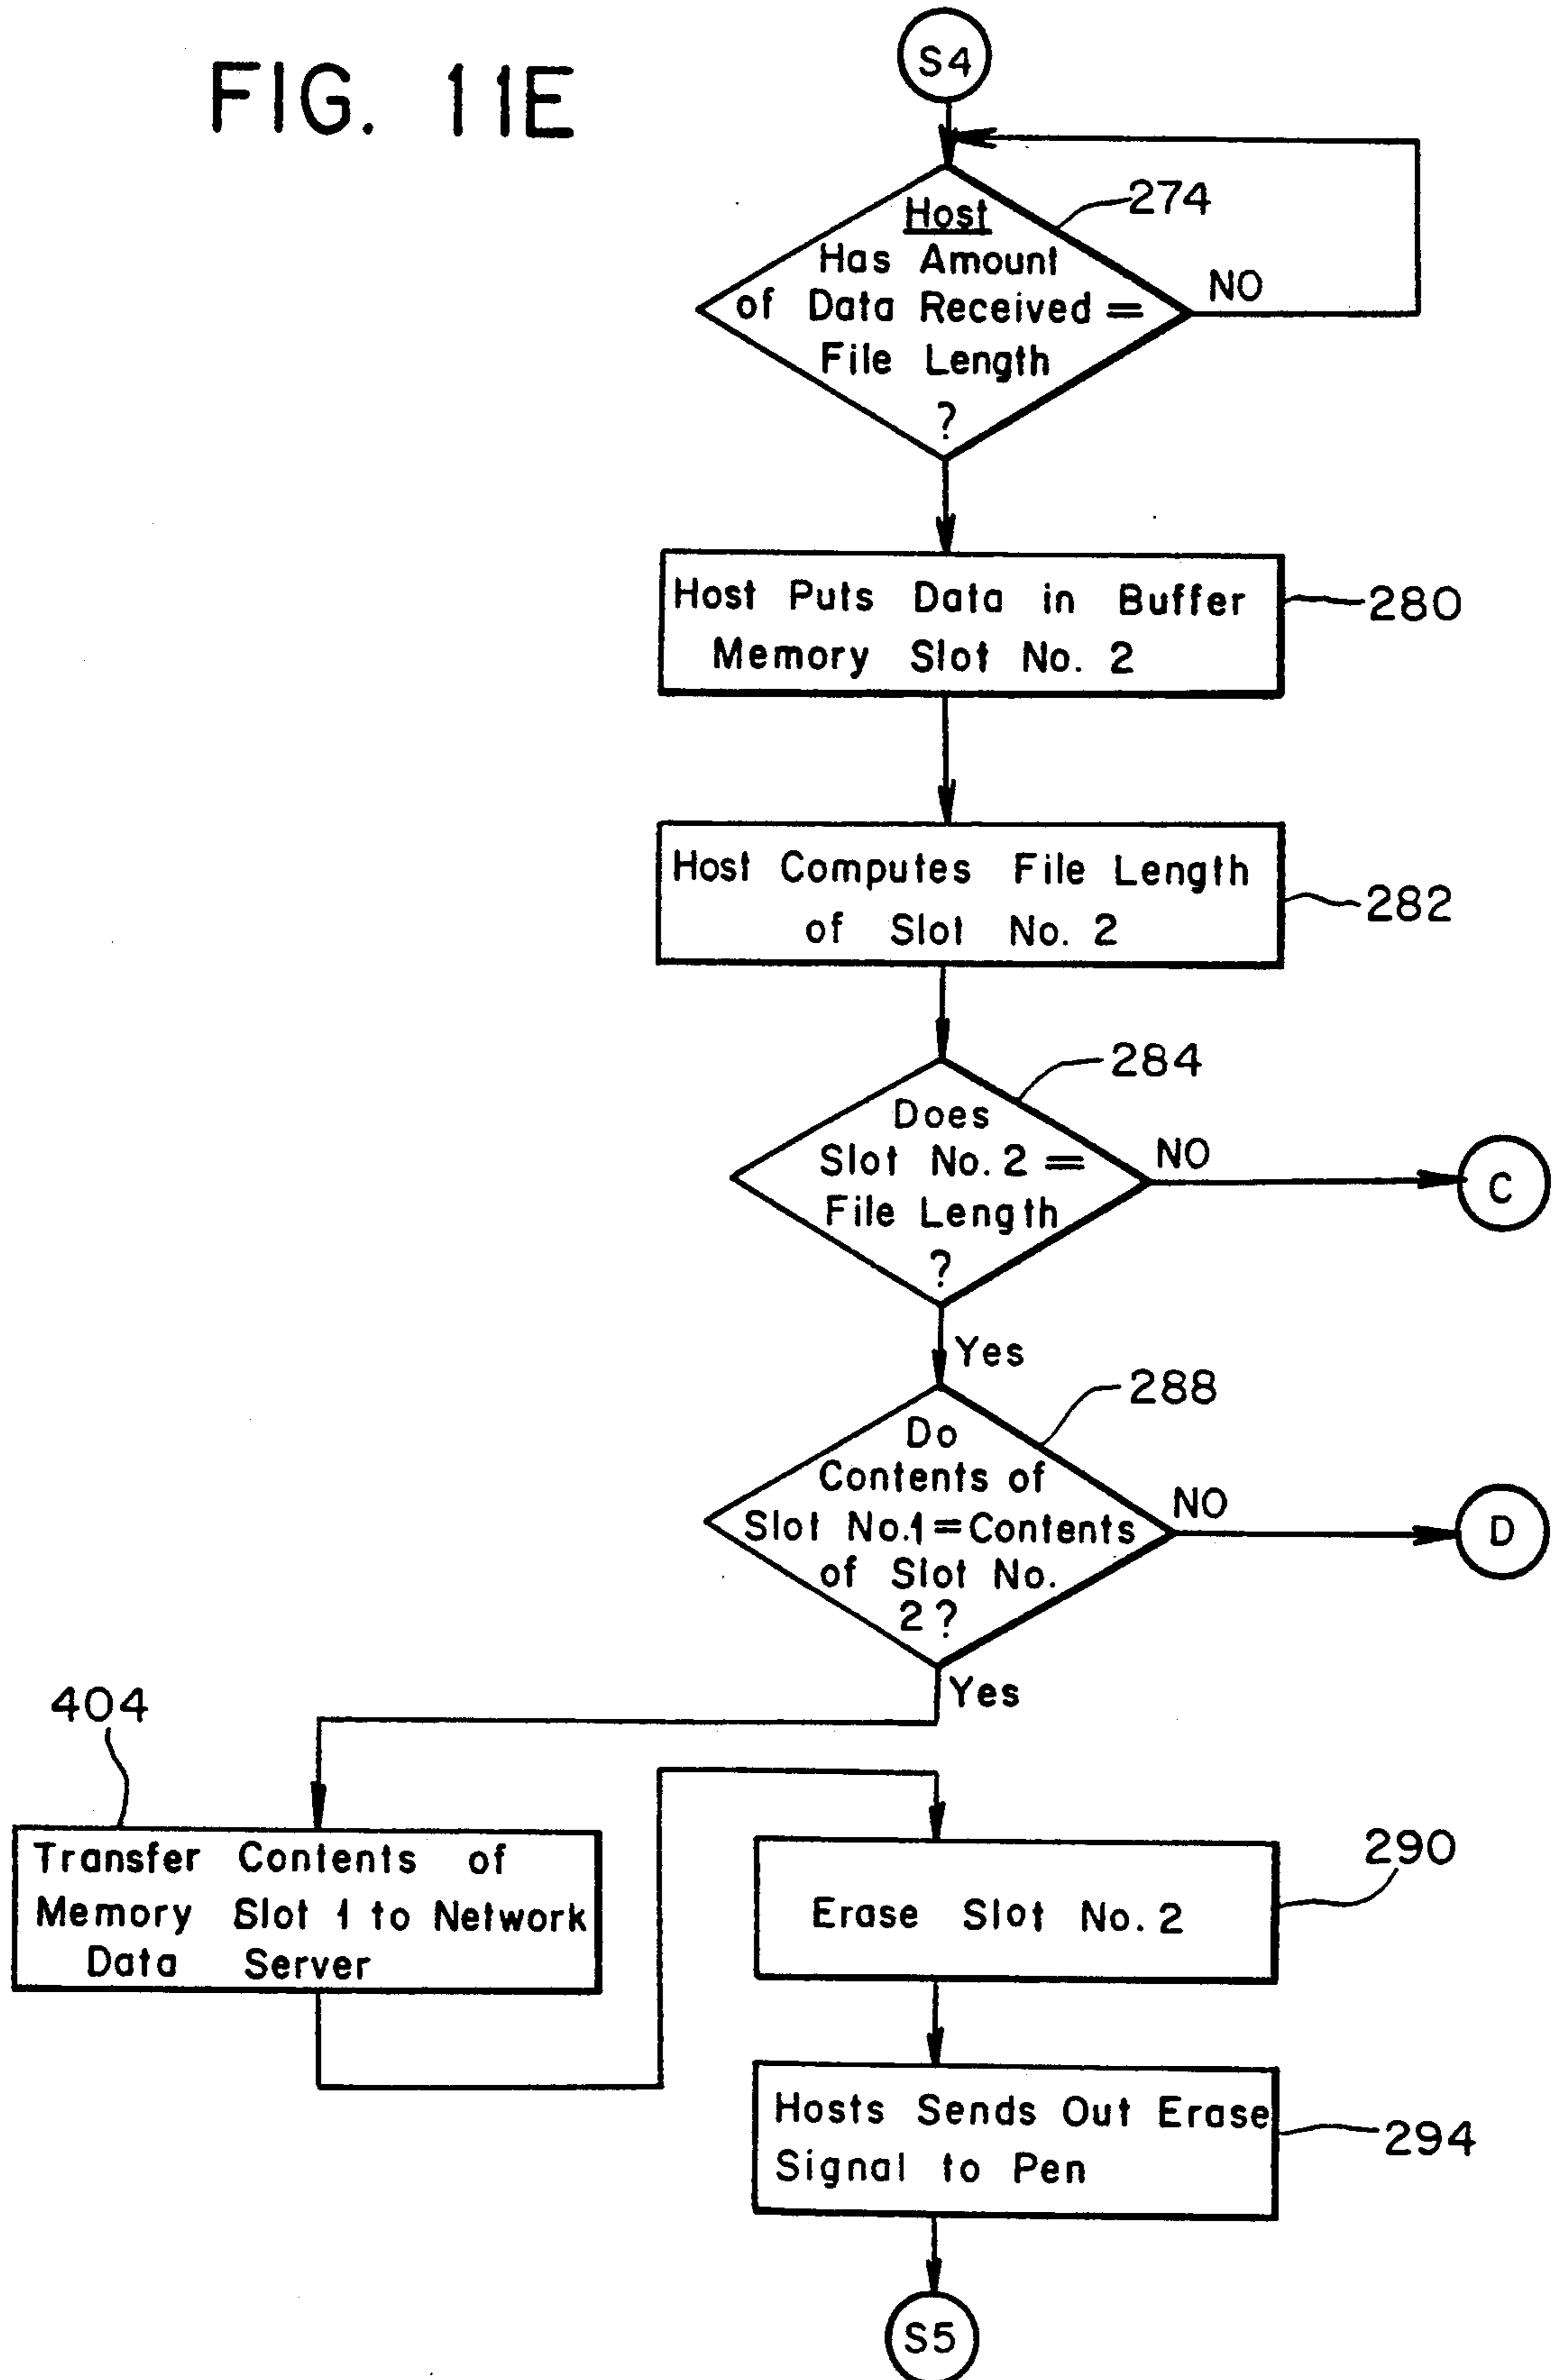 FIG. 11E
S4
274
Host
Has Amount
of Data Received =
File Length
?
NO
Host Puts Data in Buffer
Memory Slot No. 2
280
Host Computes File Length
of Slot No. 2
282
284
Does
Slot No. 2 =
File Length
?
NO
C
Yes
288
Do
Contents of
Slot No.1 = Contents
of Slot No.
2?
NO
D
Yes
404
Transfer Contents of
Memory Slot 1 to Network
Data Server
290
Erase Slot No. 2
Hosts Sends Out Erase
Signal to Pen
294
S5